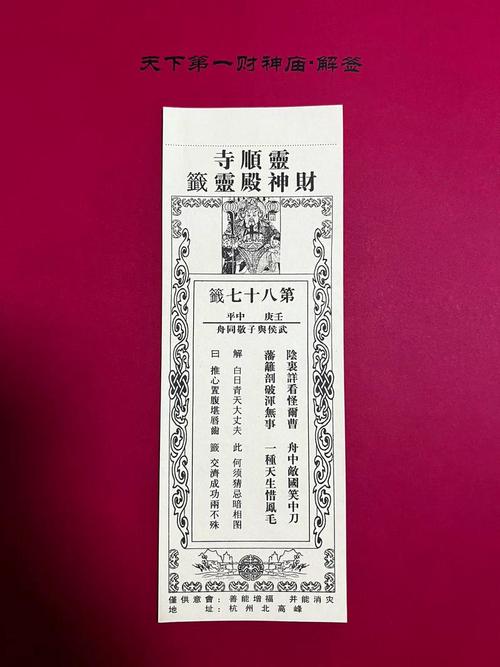 天下第一财神庙·解签
靈順寺
財神殿靈籤
第八十七籤
壬庚 中平
武侯與子敬同舟
陰裏詳看怪爾曹 舟中敵國笑中刀
藩籬剖破渾無事 一種天生惜鳳毛
解 白日青天大丈夫 此 何須猜忌暗相图
曰 推心置腹堪唇齒 籤 交濟成功兩不殊
僅供意會：善能增福 并能消灾
地址：杭州北高峰